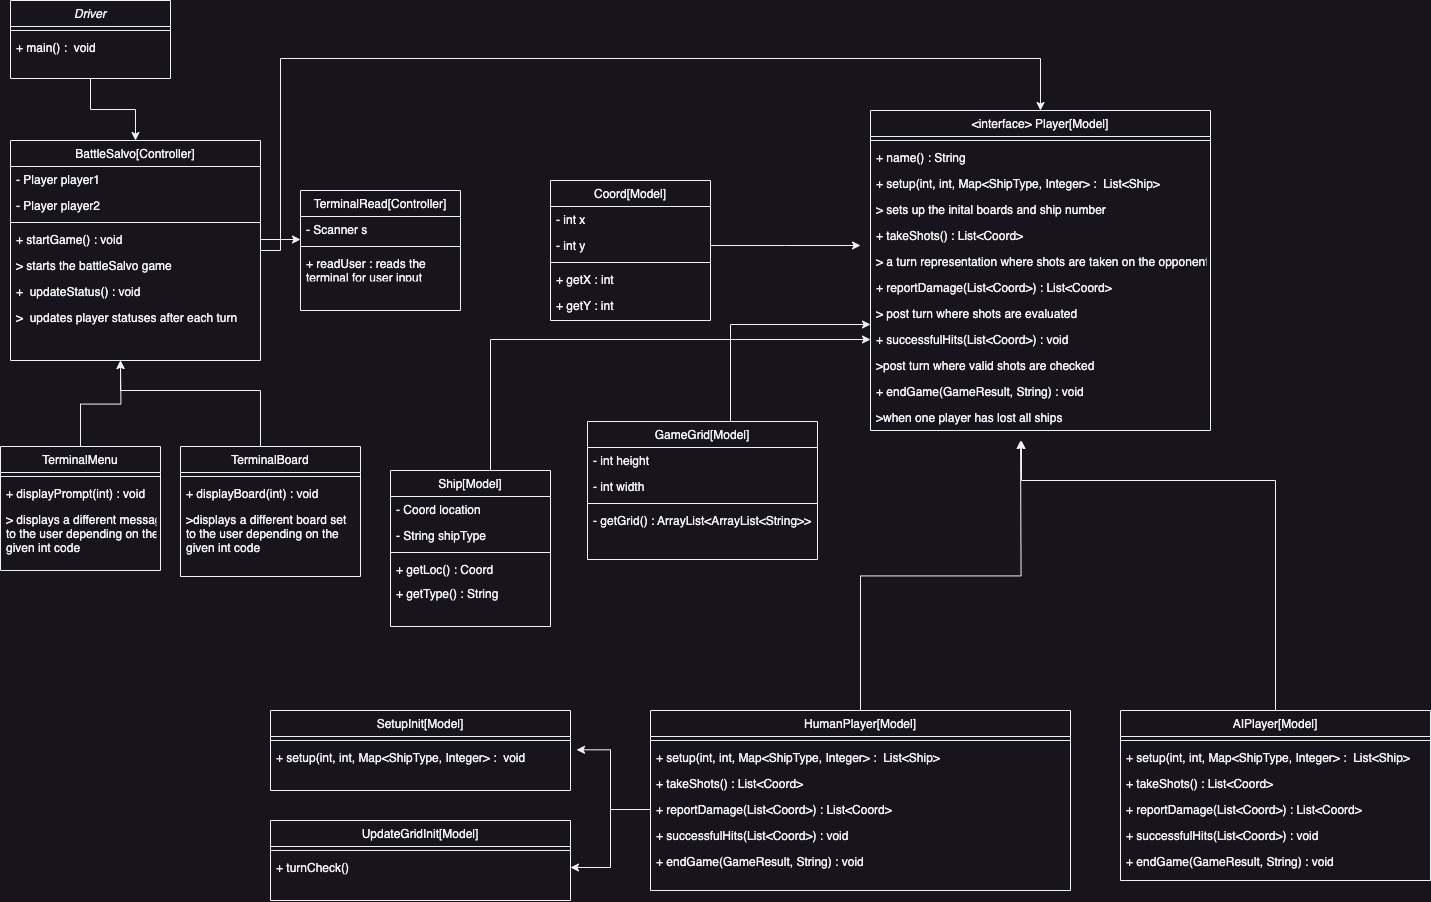 Driver
+ main() : void
BattleSalvo[Controller]
- Player player1
- Player player2
+ startGame() : void
> starts the battleSalvo game
+ updateStatus() : void
> updates player statuses after each turn
TerminalRead[Controller]
- Scanner s
+ readUser : reads the
terminal for user input
Coord[Model]
- int x
- int y
+ getX : int
+ getY : int
<interface> Player[Model]
+ name() : String
+ setup(int, int, Map<ShipType, Integer> : List<Ship>
> sets up the inital boards and ship number
+ takeShots() : List<Coord>
> a turn representation where shots are taken on the opponent
+ reportDamage(List<Coord>) : List<Coord>
> post turn where shots are evaluated
+ successfulHits(List<Coord>) : void
>post turn where valid shots are checked
+ endGame(GameResult, String) : void
>when one player has lost all ships
TerminalMenu
+ displayPrompt(int) : void
> displays a different messag
to the user depending on the
given int code
TerminalBoard
+ displayBoard(int) : void
>displays a different board set
to the user depending on the
given int code
Ship[Model]
- Coord location
- String shipType
+ getLoc() : Coord
+ getType() : String
GameGrid[Model]
- int height
- int width
- getGrid() : ArrayList<ArrayList<String>>
SetupInit[Model]
+ setup(int, int, Map<ShipType, Integer> : void
UpdateGridInit[Model]
+ turnCheck()
HumanPlayer[Model]
+ setup(int, int, Map<ShipType, Integer> : List<Ship>
+ takeShots() : List<Coord>
+ reportDamage(List<Coord>) : List<Coord>
+ successfulHits(List<Coord>) : void
+ endGame(GameResult, String) : void
AIPlayer[Model]
+ setup(int, int, Map<ShipType, Integer> : List<Ship>
+ takeShots() : List<Coord>
+ reportDamage(List<Coord>) : List<Coord>
+ successfulHits(List<Coord>) : void
+ endGame(GameResult, String) : void